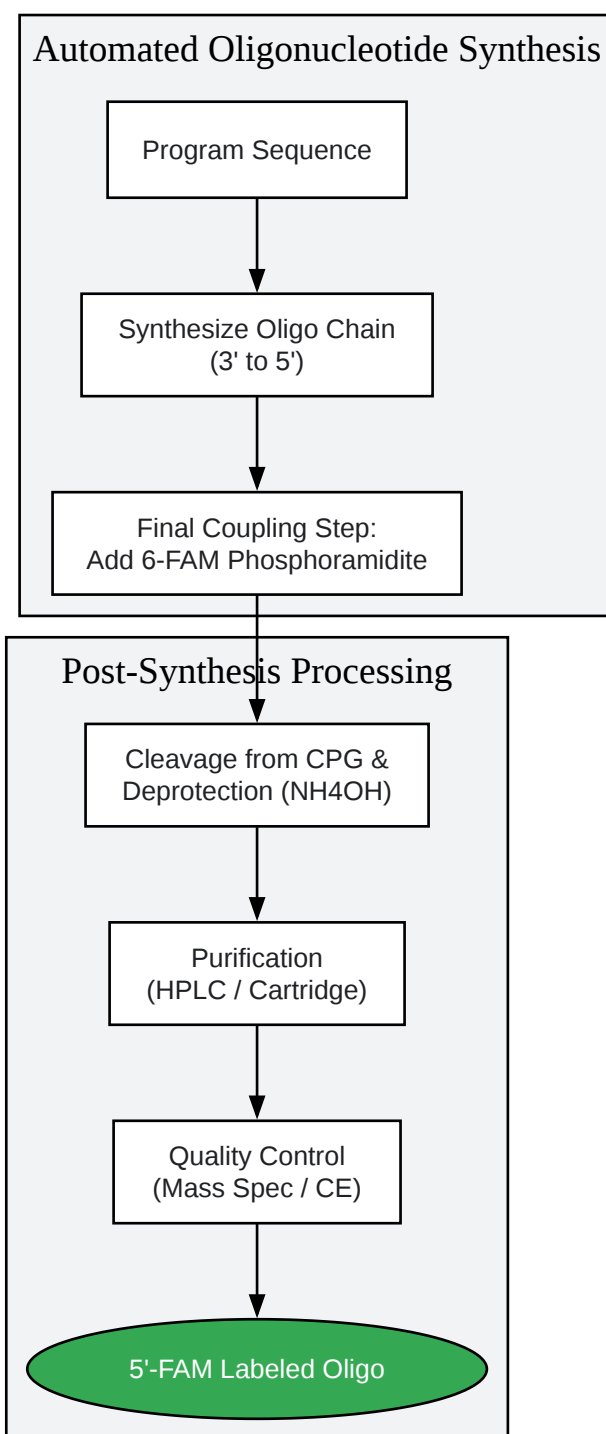 Automated Oligonucleotide Synthesis
Program Sequence
Synthesize Oligo Chain
(3' to 5')
Final Coupling Step:
Add 6-FAM Phosphoramidite
Post-Synthesis Processing
Cleavage from CPG &
Deprotection (NH4OH)
Purification
(HPLC / Cartridge)
Quality Control
(Mass Spec / CE)
5'-FAM Labeled Oligo